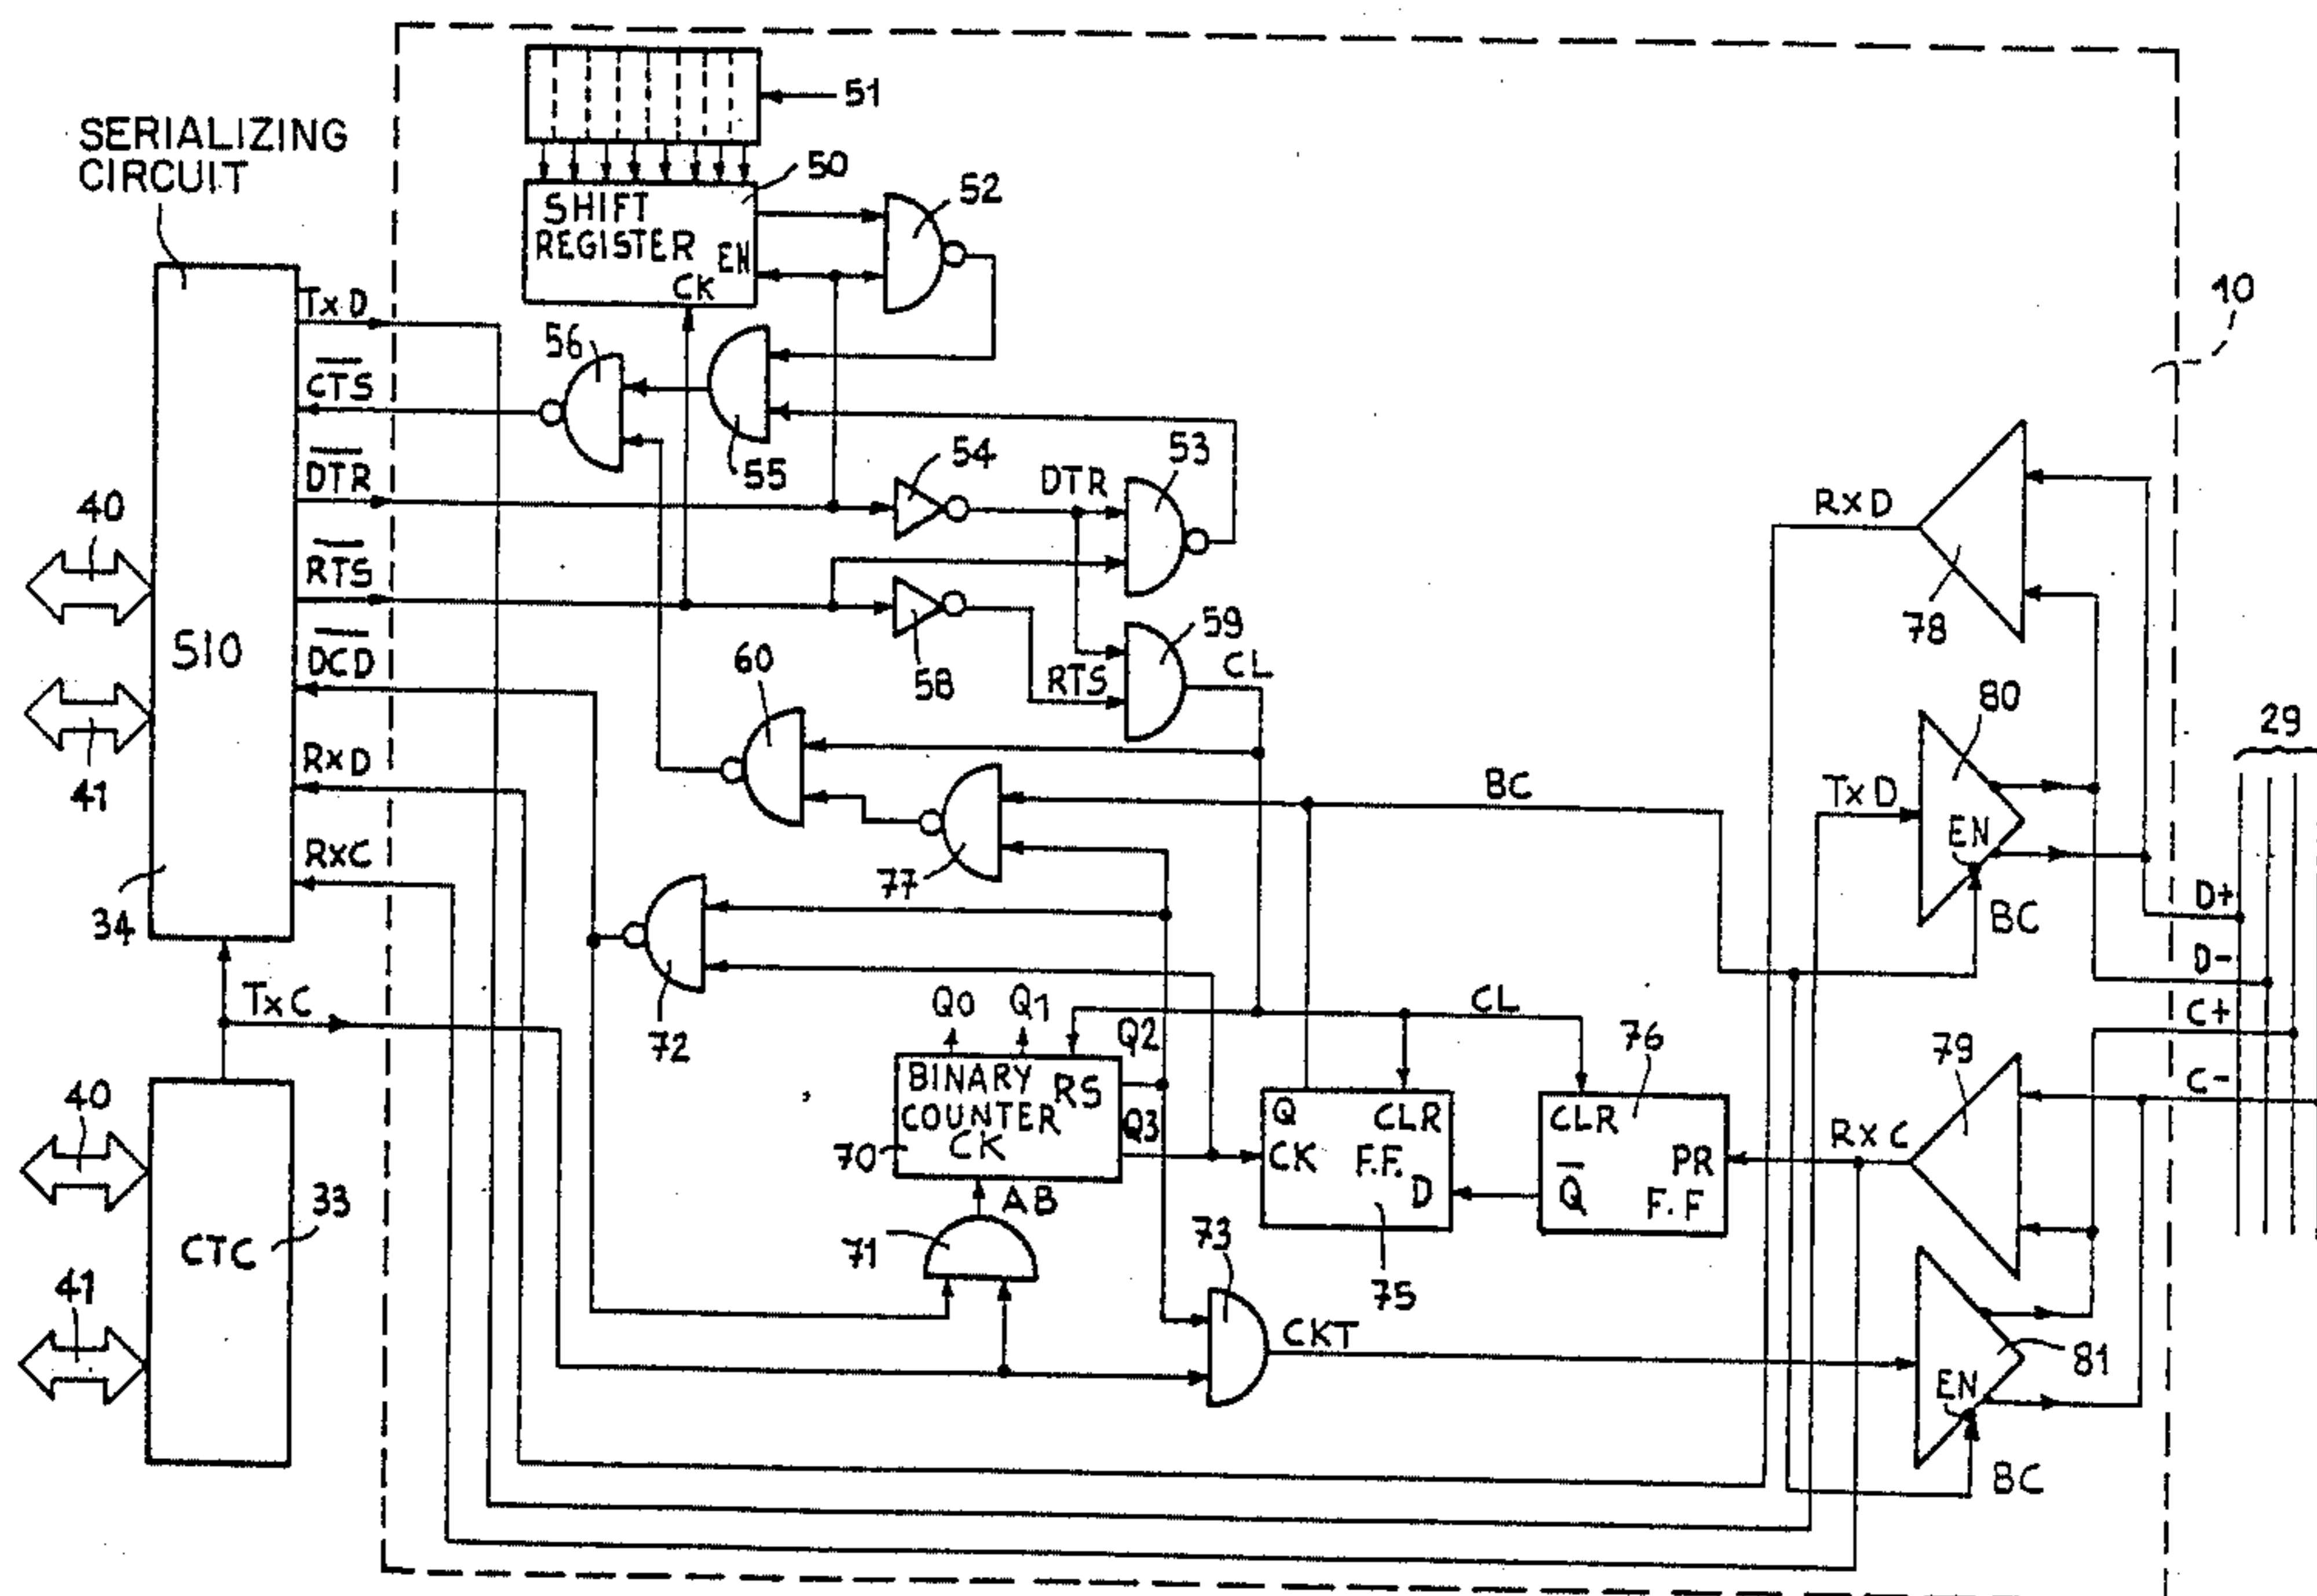 51
SERIALIZING
CIRCUIT
50
52
SHIFT
REGISTER
EN
CK
TxD
10
56
CTS
55
54
53
DTR
DTR
RxD
40
RTS
58
59
RTS
CL
78
SIO
DCD
60
80
29
41
RxD
BC
TxD
EN
RxC
77
34
BC
D+
D-
TxC
72
Q0
Q1
Q2
CL
76
79
C+
C-
40
BINARY
COUNTER
CK
RS
Q3
70
Q
CLR
CK
F.F.
D
75
CLR
PR
Q
F.F
RxC
AB
33
CTC
71
73
41
CKT
81
EN
BC